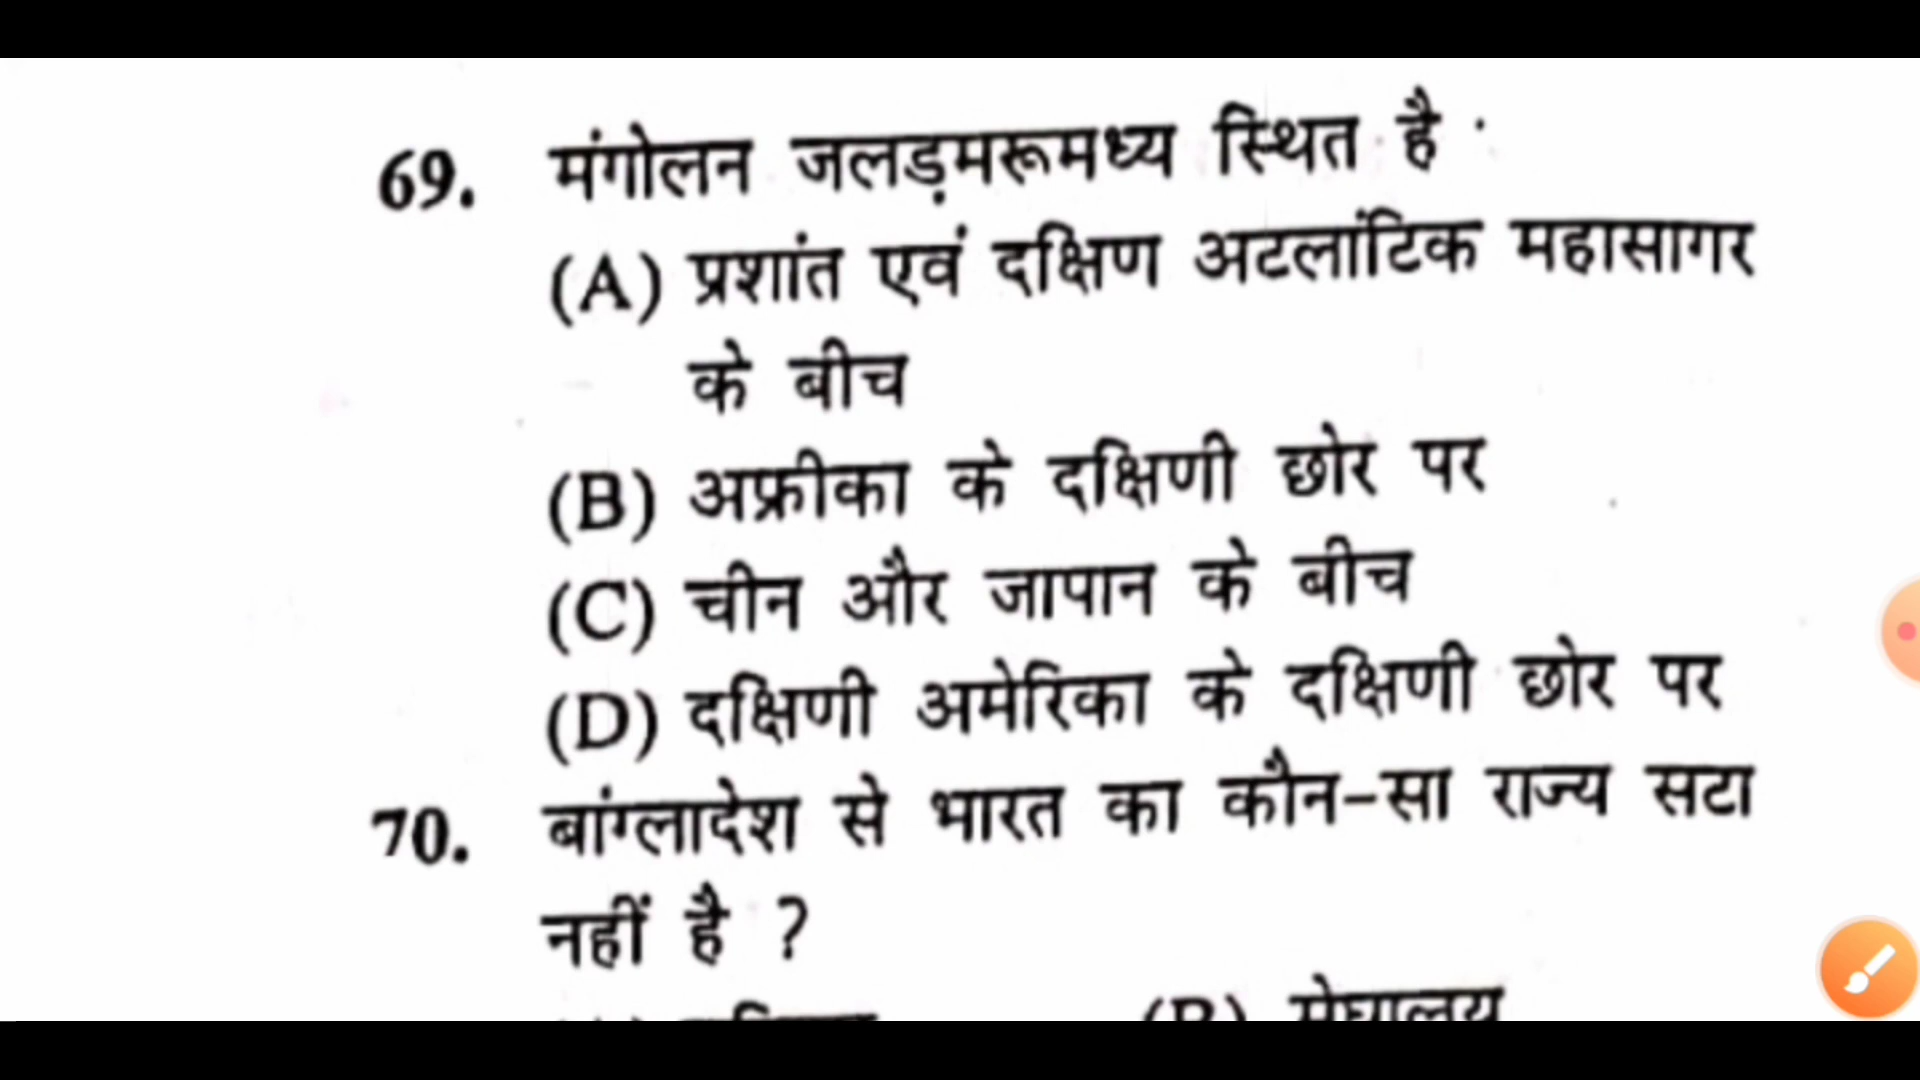 69. मंगोलन जलड़मरूमध्य स्थित है
(A) प्रशांत एवं दक्षिण अटलांटिक महासागर
के बीच
(B) अफ्रीका के दक्षिणी छोर पर
(C) चीन और जापान के बीच
(D) दक्षिणी अमेरिका के दक्षिणी छोर पर
70. बांग्लादेश से भारत का कौन-सा राज्य सटा
नहीं है ?
(B) मेघालय